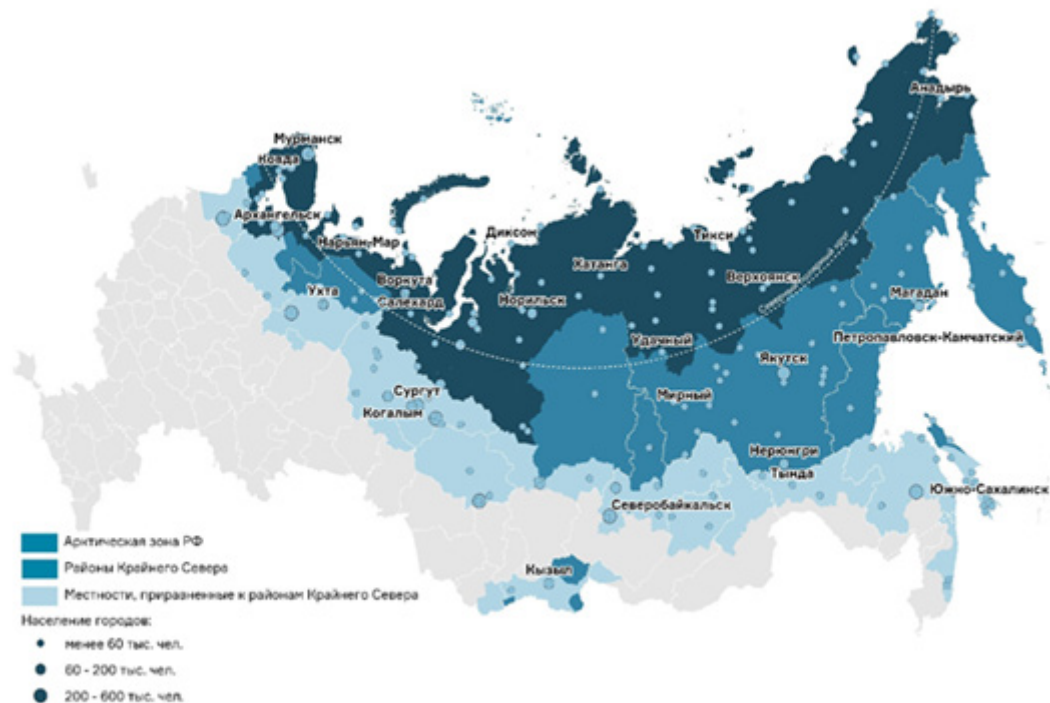 Анадырь
Мурманск
Ковда
Архангельск
Нарьян-Мар
Диксон
Тикси
Воркута
Хатанга
Верхоянск
Ухта
Салехард
Норильск
Магадан
Удачный
Петропавловск-Камчатский
Якутск
Сургут
Мирный
Когалым
Нерюнгри
Тында
Южно-Сахалинск
Северобайкальск
Кызыл
Арктическая зона РФ
Районы Крайнего Севера
Местности, приравненные к районам Крайнего Севера
Население городов:
менее 60 тыс. чел.
60 - 200 тыс. чел.
200 - 600 тыс. чел.